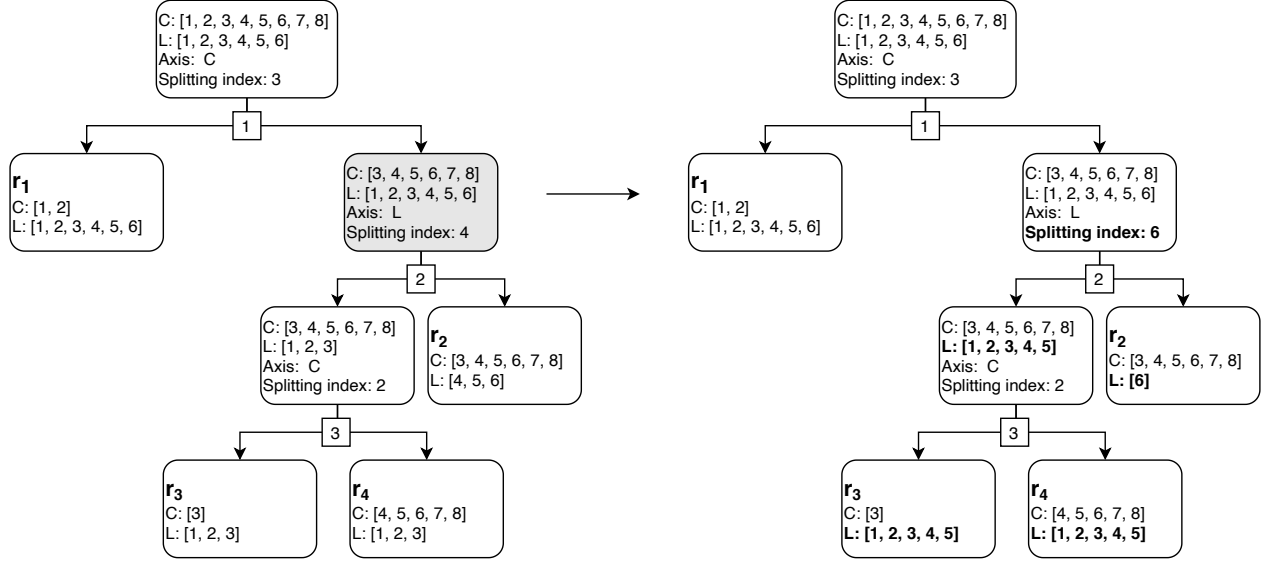 C: [1, 2, 3, 4, 5, 6, 7, 8]
L: [1, 2, 3, 4, 5, 6]
Axis: C
Splitting index: 3
1
r1
C: [1, 2]
L: [1, 2, 3, 4, 5, 6]
C: [3, 4, 5, 6, 7, 8]
L: [1, 2, 3, 4, 5, 6]
Axis: L
Splitting index: 4
2
C: [3, 4, 5, 6, 7, 8]
L: [1, 2, 3]
Axis: C
Splitting index: 2
r2
C: [3, 4, 5, 6, 7, 8]
L: [4, 5, 6]
3
r3
C: [3]
L: [1, 2, 3]
r4
C: [4, 5, 6, 7, 8]
L: [1, 2, 3]
C: [1, 2, 3, 4, 5, 6, 7, 8]
L: [1, 2, 3, 4, 5, 6]
Axis: C
Splitting index: 3
1
r1
C: [1, 2]
L: [1, 2, 3, 4, 5, 6]
C: [3, 4, 5, 6, 7, 8]
L: [1, 2, 3, 4, 5, 6]
Axis: L
Splitting index: 6
2
C: [3, 4, 5, 6, 7, 8]
L: [1, 2, 3, 4, 5]
Axis: C
Splitting index: 2
r2
C: [3, 4, 5, 6, 7, 8]
L: [6]
3
r3
C: [3]
L: [1, 2, 3, 4, 5]
r4
C: [4, 5, 6, 7, 8]
L: [1, 2, 3, 4, 5]